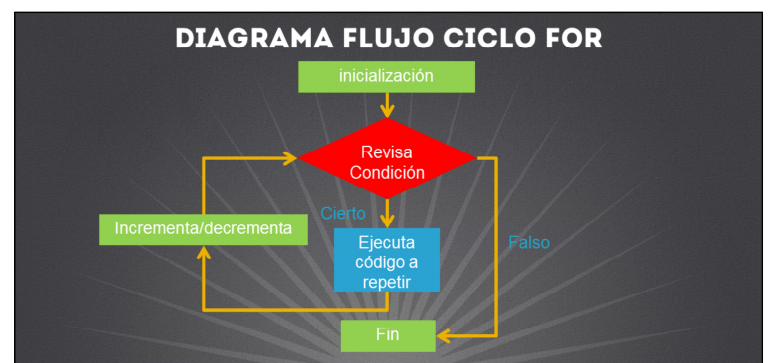 DIAGRAMA FLUJO CICLO FOR
inicialización
Revisa
Condición
Cierto
Incrementa/decrementa
Ejecuta
código a
repetir
Falso
Fin